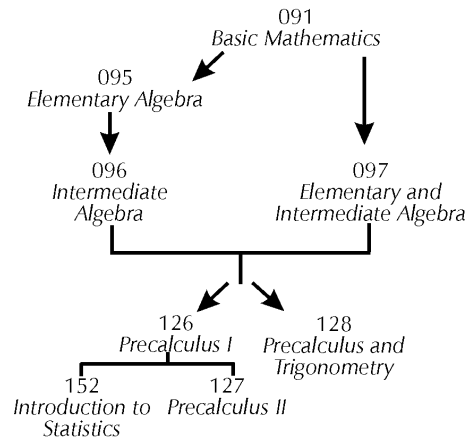 091
Basic Mathematics
095
Elementary Algebra
096
Intermediate
Algebra
097
Elementary and
Intermediate Algebra
126
Precalculus I
128
Precalculus and
Trigonometry
152
Introduction to
Statistics
127
Precalculus II